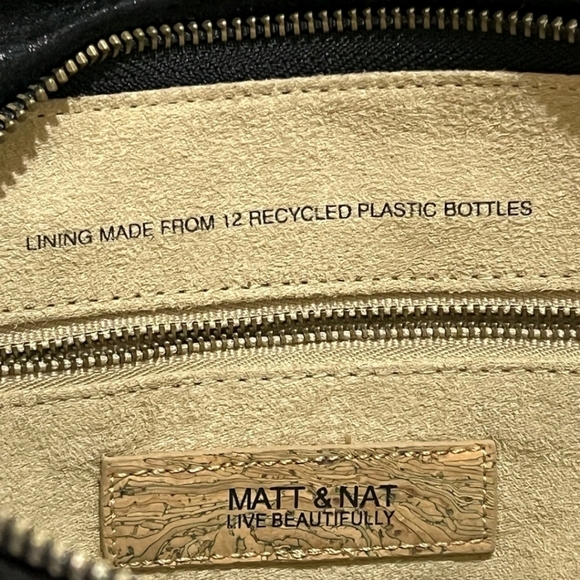 LINING MADE FROM 12 RECYCLED PLASTIC BOTTLES
MATT & NAT
LIVE BEAUTIFULLY